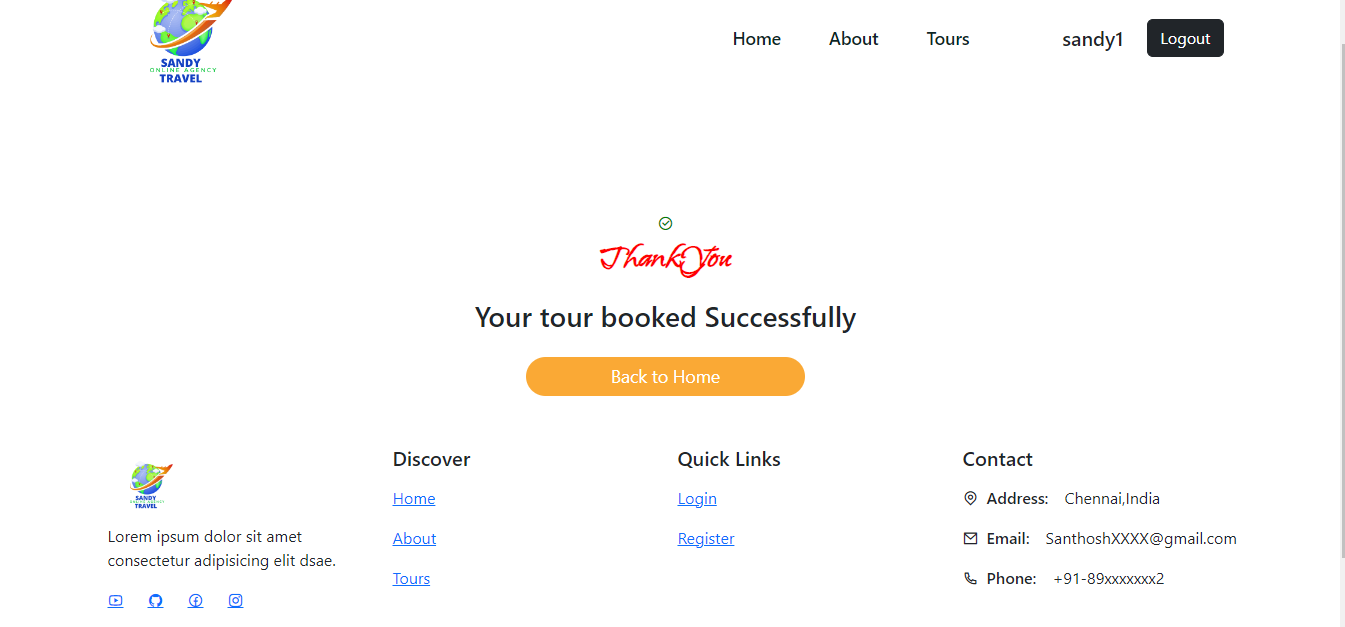 SANDY
ONLINE AGENCY
TRAVEL
Home About Tours sandy1 Logout
Thank You
Your tour booked Successfully
Back to Home
SANDY
TRAVEL
Lorem ipsum dolor sit amet
consectetur adipisicing elit dsae.
Discover
Home
About
Tours
Quick Links
Login
Register
Contact
Address: Chennai,India
Email: SanthoshXXXX@gmail.com
Phone: +91-89xxxxxxx2